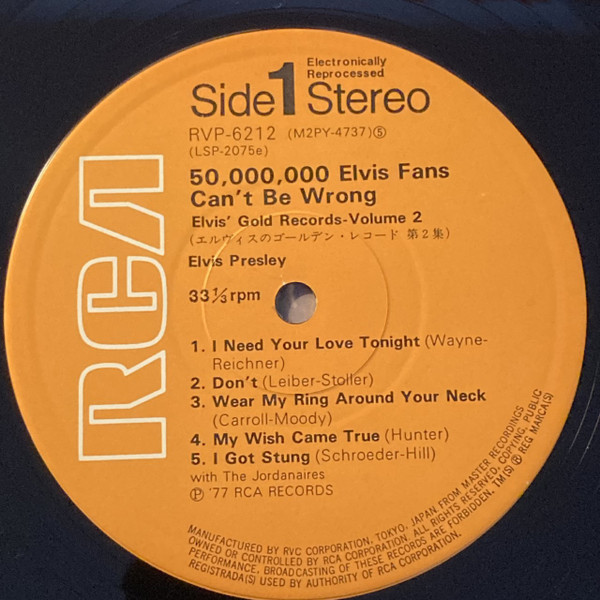 Electronically
Reprocessed
Side 1 Stereo
RVP-6212 (M2PY-4737)⑤
(LSP-2075e)
50,000,000 Elvis Fans
Can't Be Wrong
Elvis' Gold Records-Volume 2
(エルヴィスのゴールデン・レコード 第2集)
Elvis Presley
33⅓rpm
RCA
1. I Need Your Love Tonight (Wayne-
Reichner)
2. Don't (Leiber-Stoller)
3. Wear My Ring Around Your Neck
(Carroll-Moody)
4. My Wish Came True (Hunter)
5. I Got Stung (Schroeder-Hill)
with The Jordanaires
Ⓟ '77 RCA RECORDS
MANUFACTURED BY RVC CORPORATION, TOKYO, JAPAN FROM MASTER RECORDINGS
OWNED OR CONTROLLED BY RCA CORPORATION. ALL RIGHTS RESERVED. COPYING, PUBLIC
PERFORMANCE, BROADCASTING OF THESE RECORDS ARE FORBIDDEN. TM(S) ® REG MARCA(S)
REGISTRADA(S) USED BY AUTHORITY OF RCA CORPORATION.